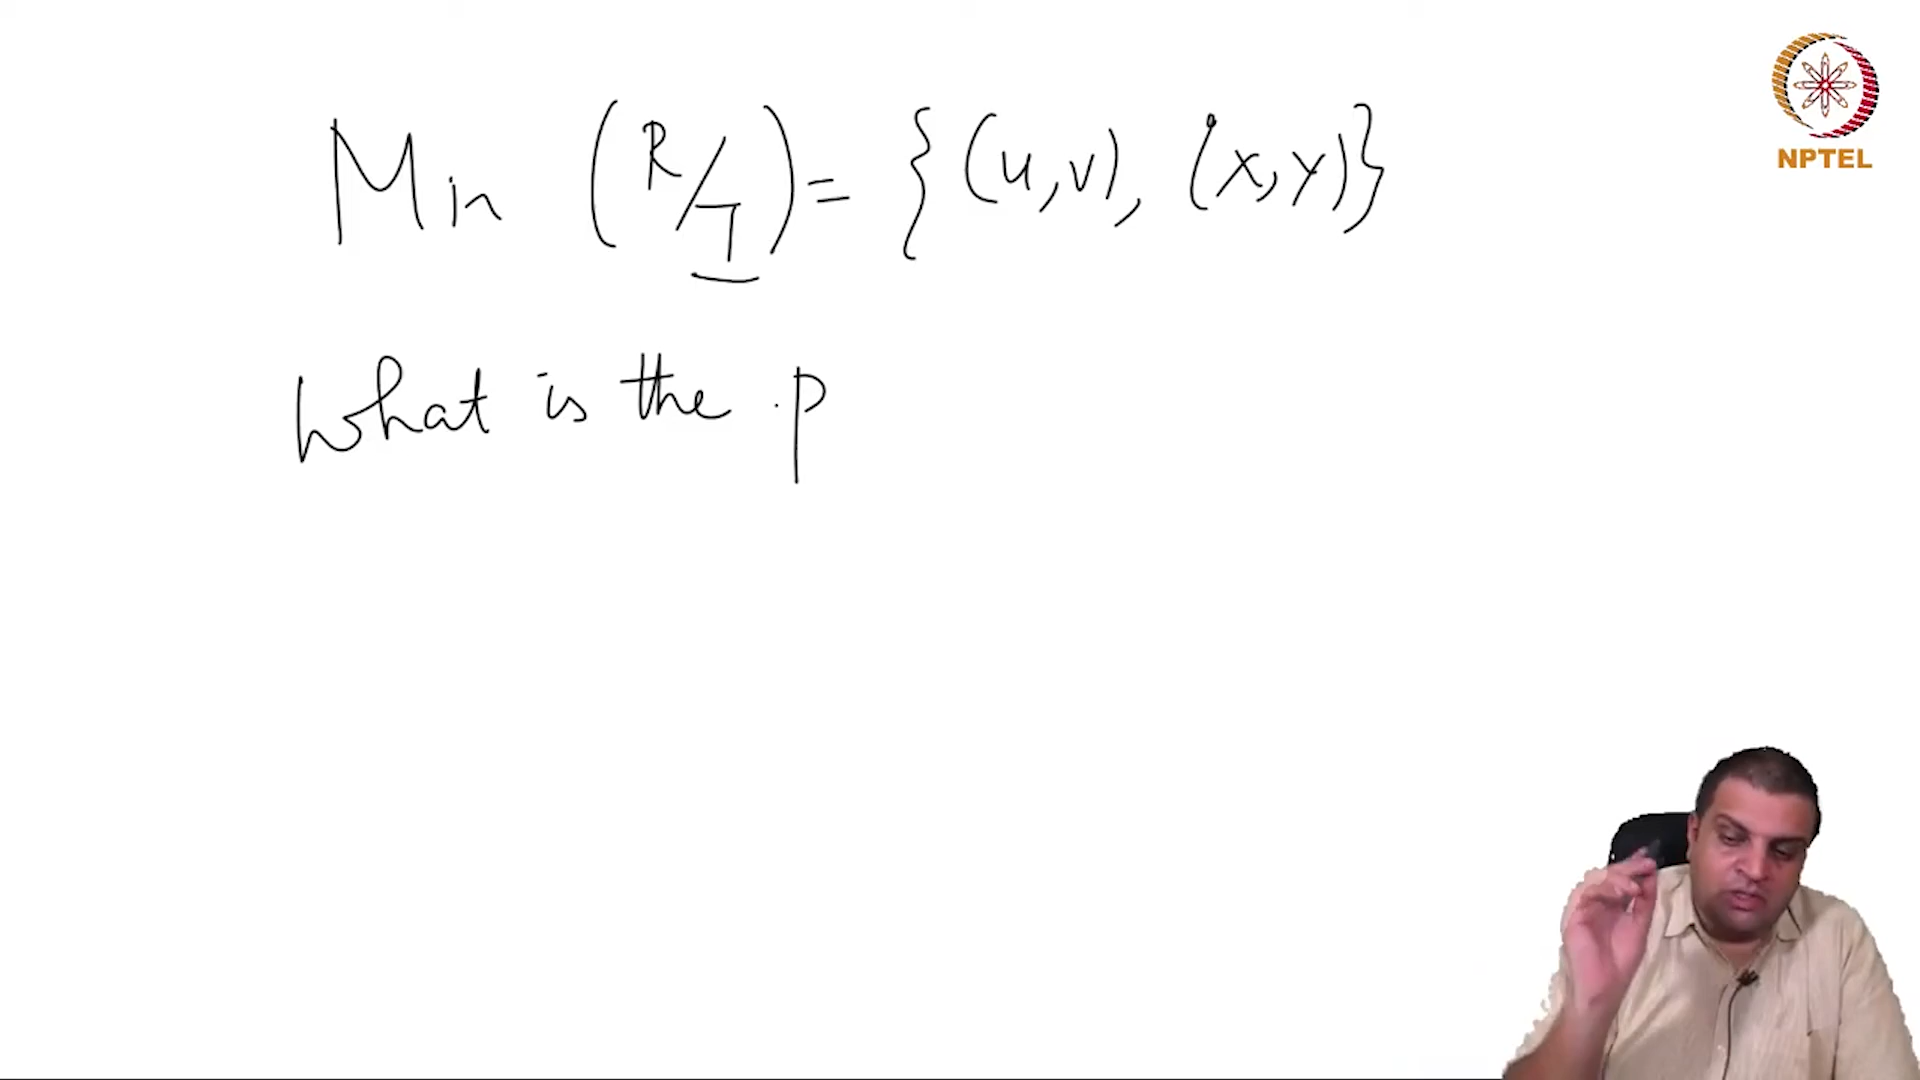 NPTEL
Min (R/I) = {(u,v), (x,y)}
What is the p